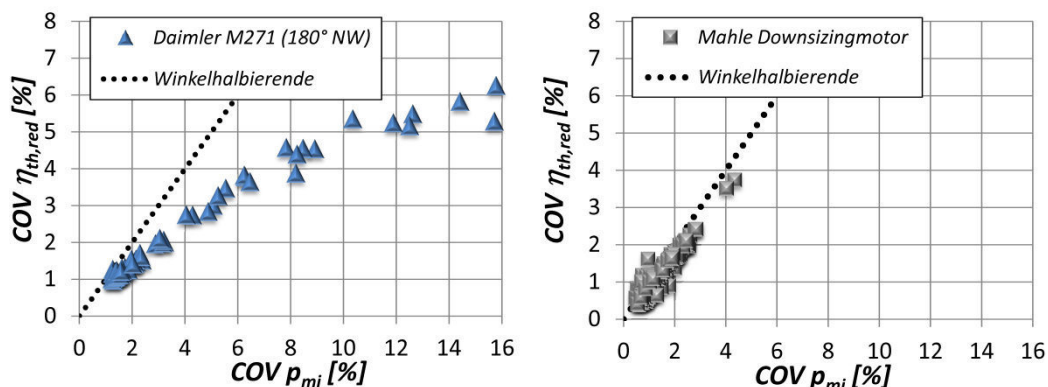 8
7
6
5
4
3
2
1
0
COV η_th,red [%]
Daimler M271 (180° NW)
Winkelhalbierende
0 2 4 6 8 10 12 14 16
COV p_mi [%]
8
7
6
5
4
3
2
1
0
COV η_th,red [%]
Mahle Downsizingmotor
Winkelhalbierende
0 2 4 6 8 10 12 14 16
COV p_mi [%]